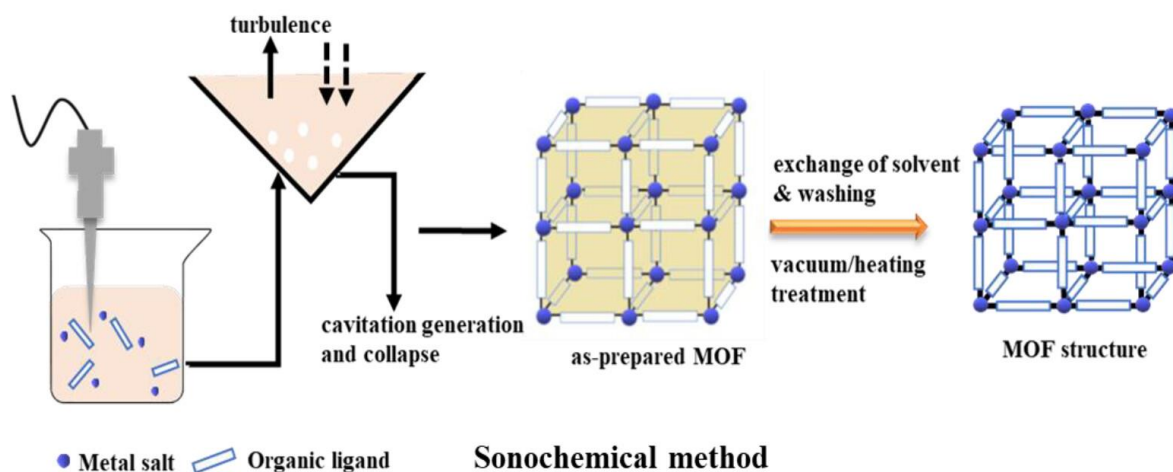 turbulence
cavitation generation
and collapse
as-prepared MOF
exchange of solvent
& washing
vacuum/heating
treatment
MOF structure
Metal salt
Organic ligand
Sonochemical method